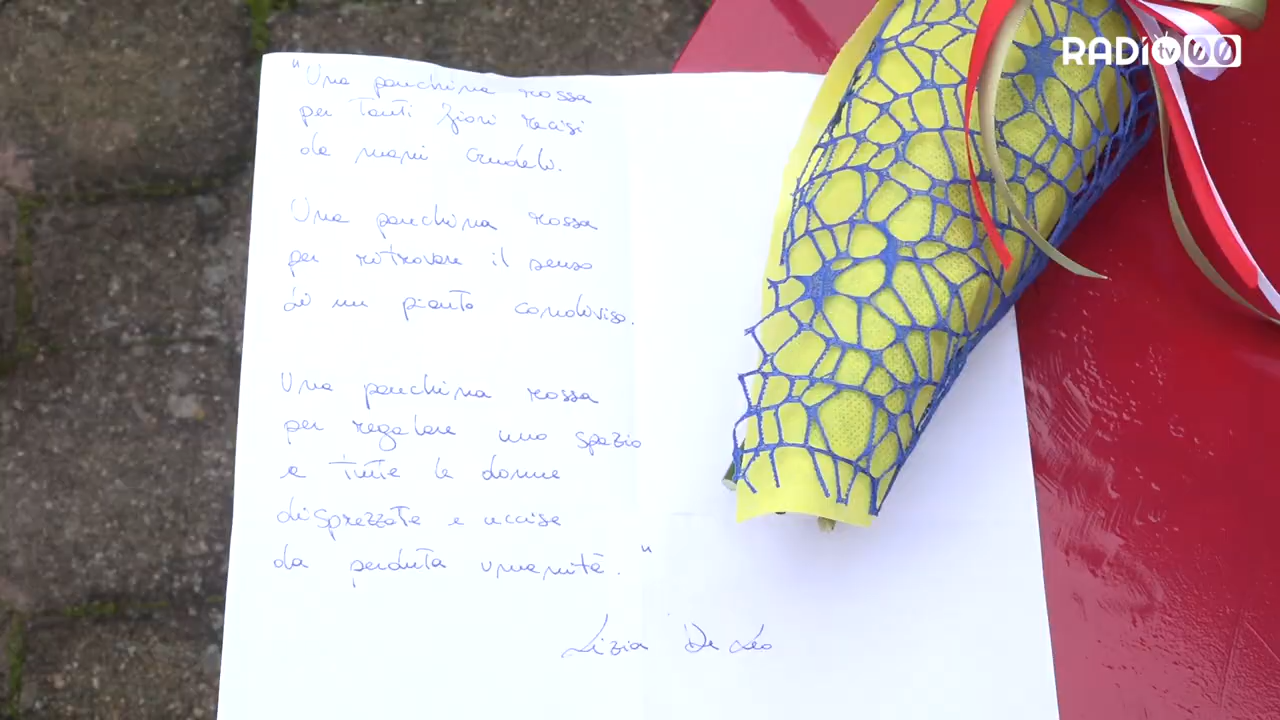 "Una panchina rossa
per tanti fiori recisi
da mani crudeli.
Una panchina rossa
per ritrovare il senso
di un pianto condiviso.
Una panchina rossa
per regalare uno spazio
a tutte le donne
disprezzate e uccise
da perduta umanità."
Lizia De Leo
RADIO tv 00